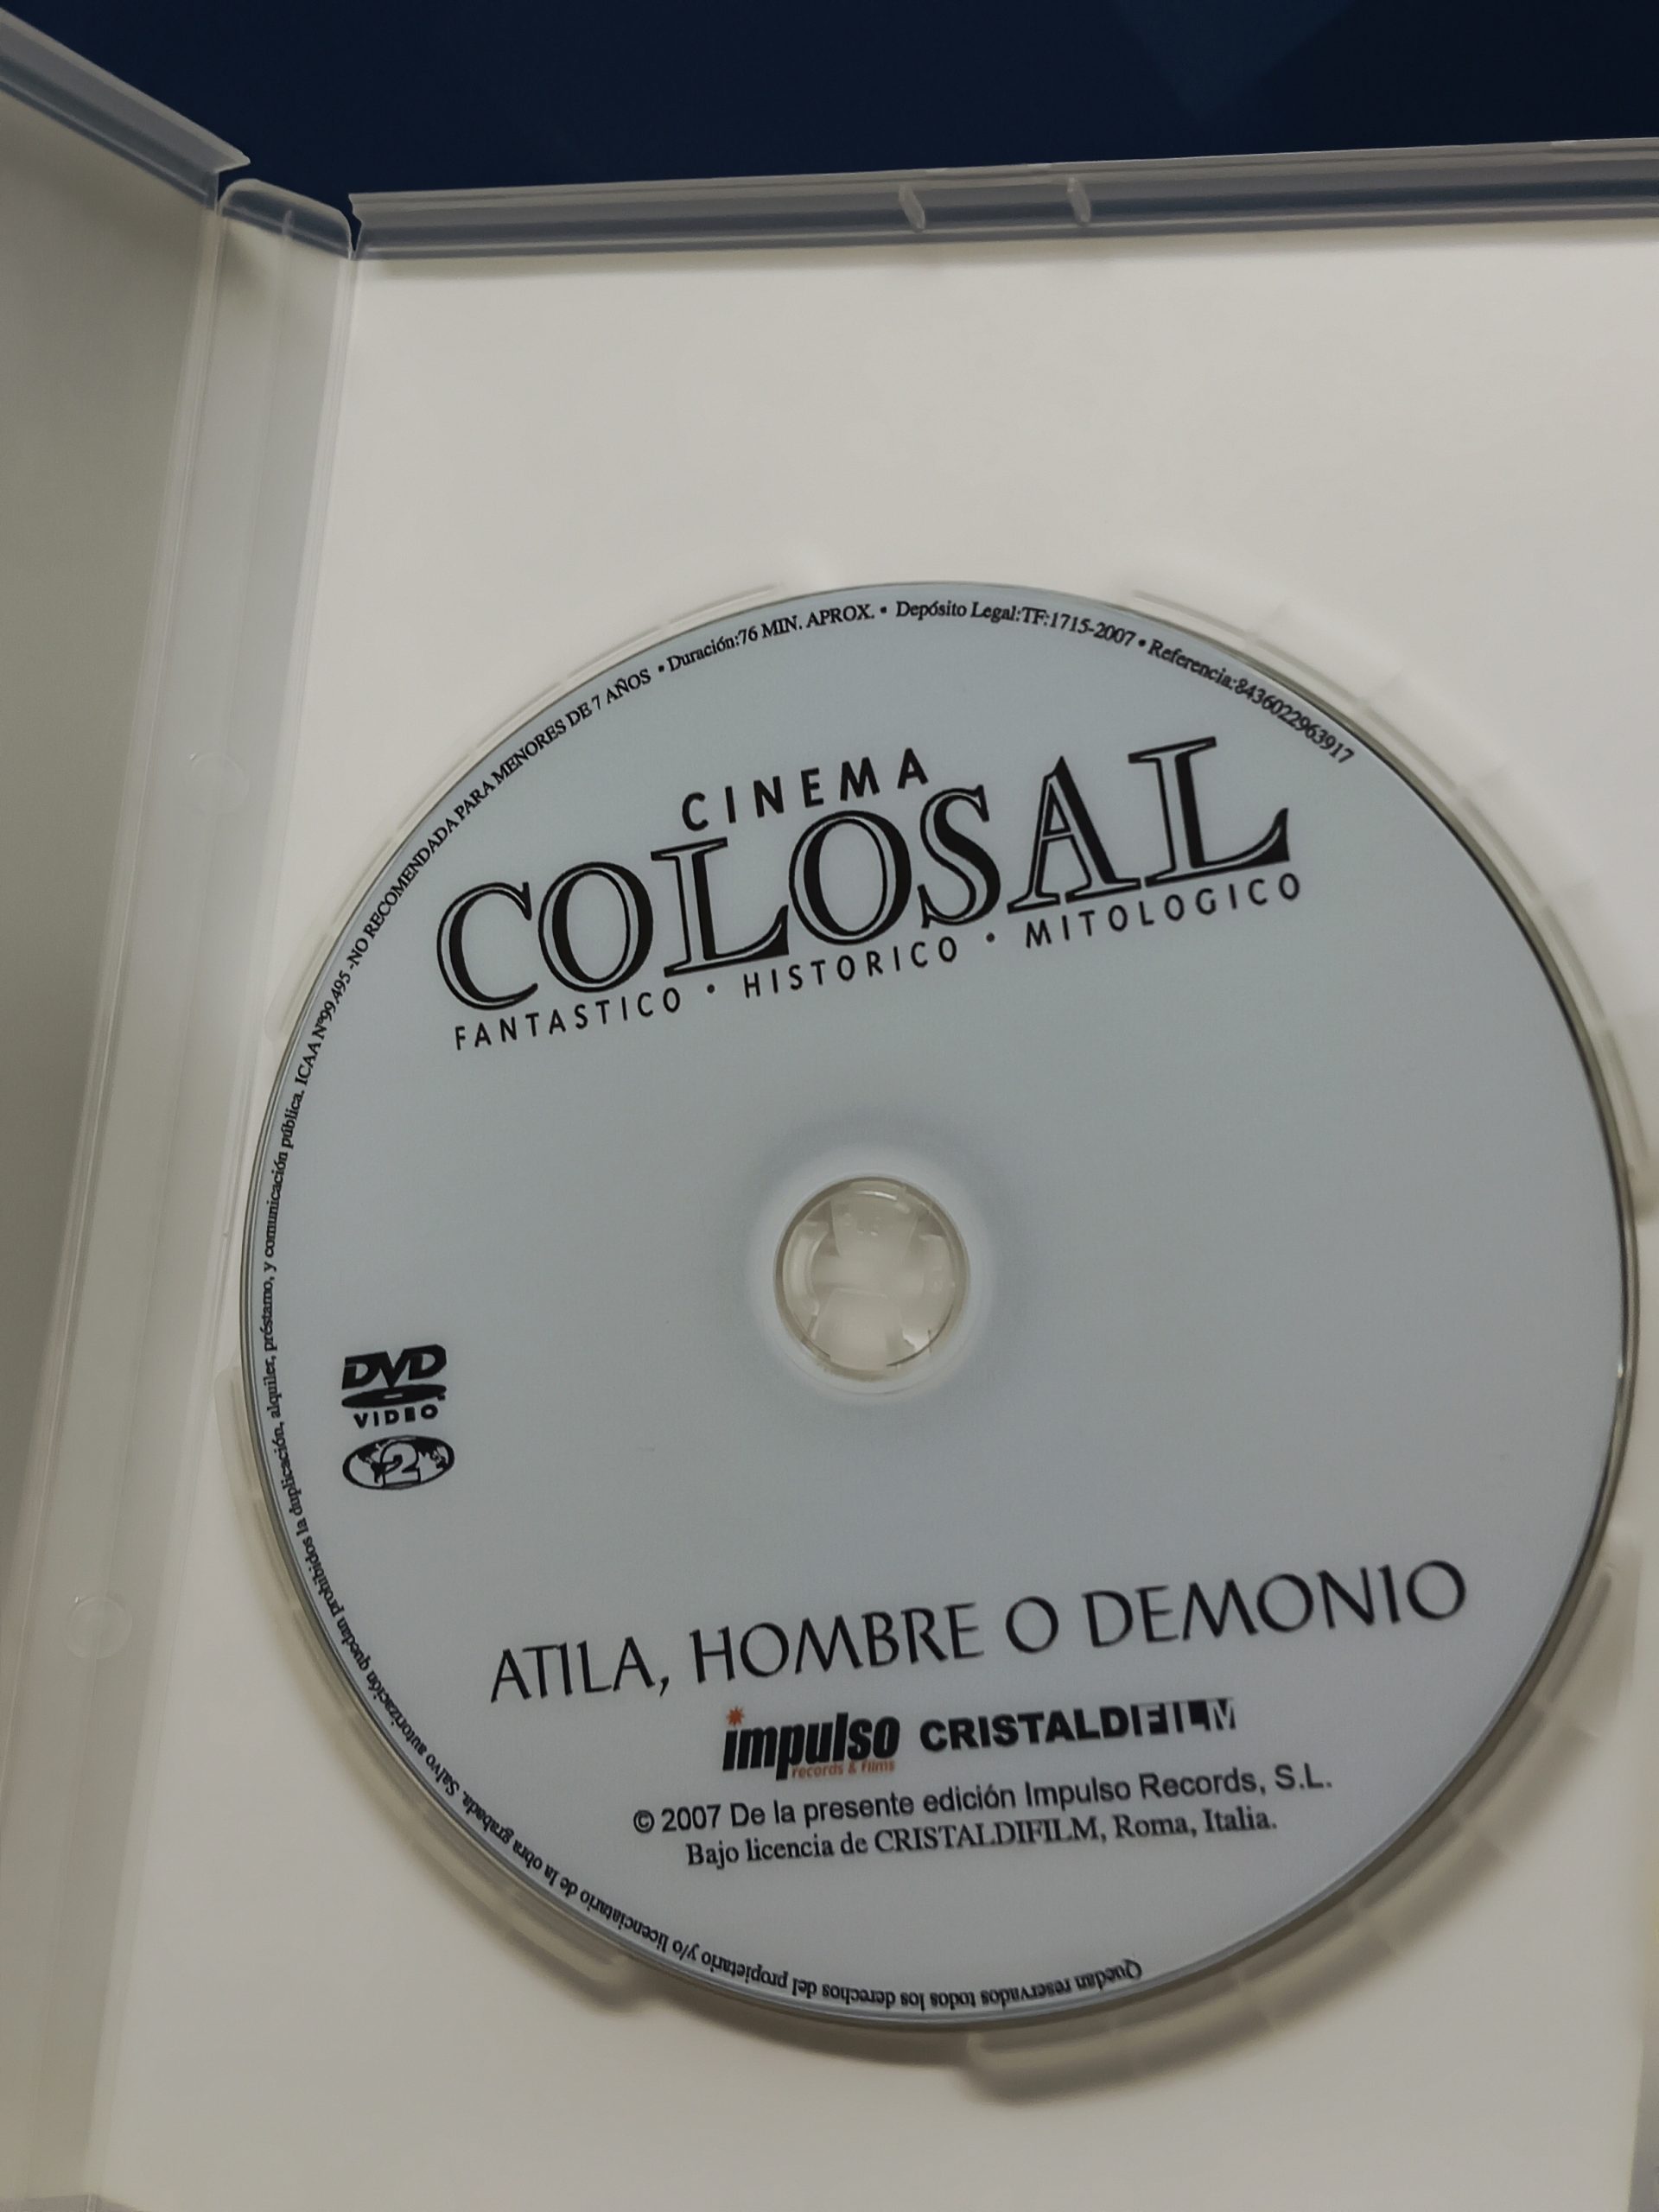 Quedan reservados todos los derechos del propietario y/o licenciatario de la obra grabada. Salvo autorización quedan prohibidos la duplicación, alquiler, préstamo, y comunicación pública. ICAA Nº99.495 -NO RECOMENDADA PARA MENORES DE 7 AÑOS • Duración:76 MIN. APROX. • Depósito Legal:TF:1715-2007 • Referencia:8436022963917
CINEMA
COLOSAL
FANTASTICO • HISTORICO • MITOLOGICO
DVD
VIDEO
2
ATILA, HOMBRE O DEMONIO
impulso CRISTALDIFILM
records & films
© 2007 De la presente edición Impulso Records, S.L.
Bajo licencia de CRISTALDIFILM, Roma, Italia.